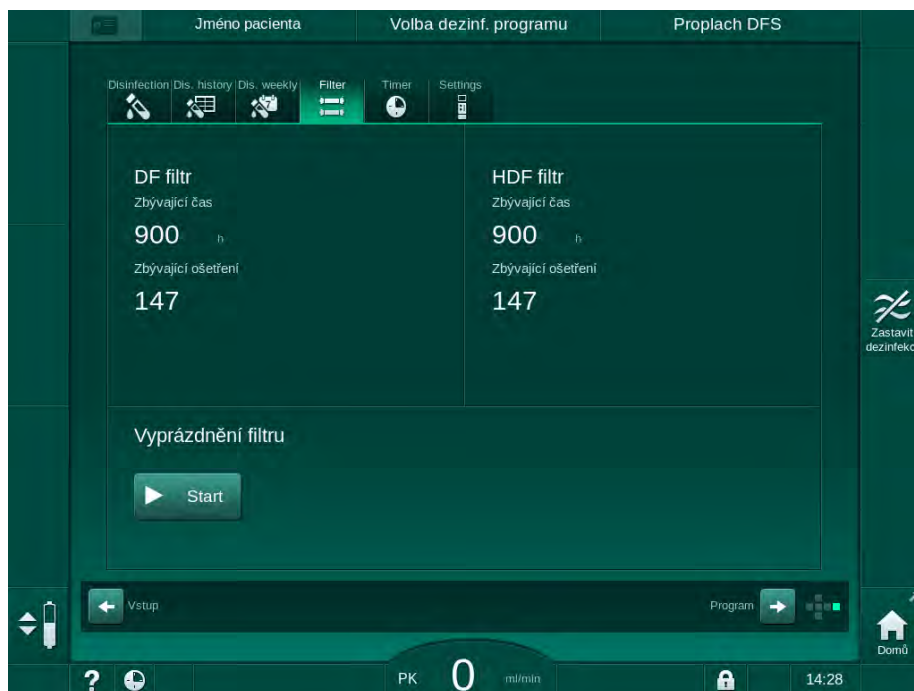 Jméno pacienta
Volba dezinf. programu
Proplach DFS
Disinfection
Dis. history
Dis. weekly
Filter
Timer
Settings
DF filtr
Zbývající čas
900 h
Zbývající ošetření
147
HDF filtr
Zbývající čas
900 h
Zbývající ošetření
147
Zastavit
dezinfekc
Vyprázdnění filtru
Start
Vstup
Program
Domů
?
PK 0 ml/min
14:28